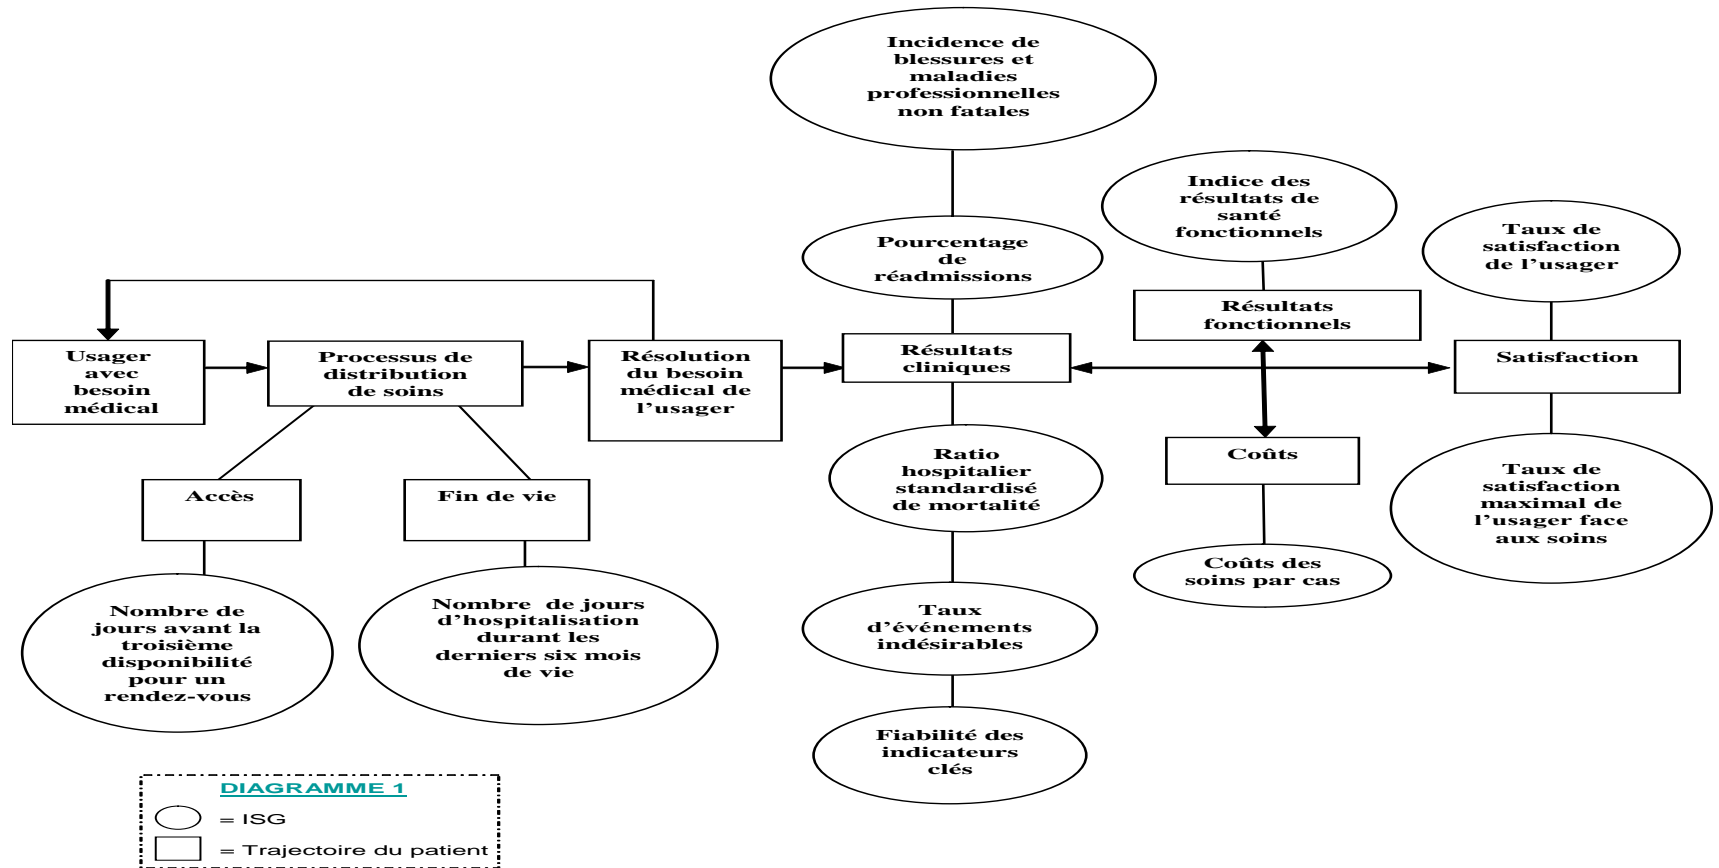 Incidence de
blessures et
maladies
professionnelles
non fatales
Indice des
résultats de
santé
fonctionnels
Taux de
satisfaction
de l'usager
Pourcentage
de
réadmissions
Résultats
fonctionnels
Usager
avec
besoin
médical
Processus de
distribution
de soins
Résolution
du besoin
médical de
l'usager
Résultats
cliniques
Satisfaction
Accès
Fin de vie
Ratio
hospitalier
standardisé
de mortalité
Coûts
Taux de
satisfaction
maximal de
l'usager face
aux soins
Nombre de
jours avant la
troisième
disponibilité
pour un
rendez-vous
Nombre de jours
d'hospitalisation
durant les
derniers six mois
de vie
Taux
d'événements
indésirables
Coûts des
soins par cas
Fiabilité des
indicateurs
clés
DIAGRAMME 1
= ISG
= Trajectoire du patient